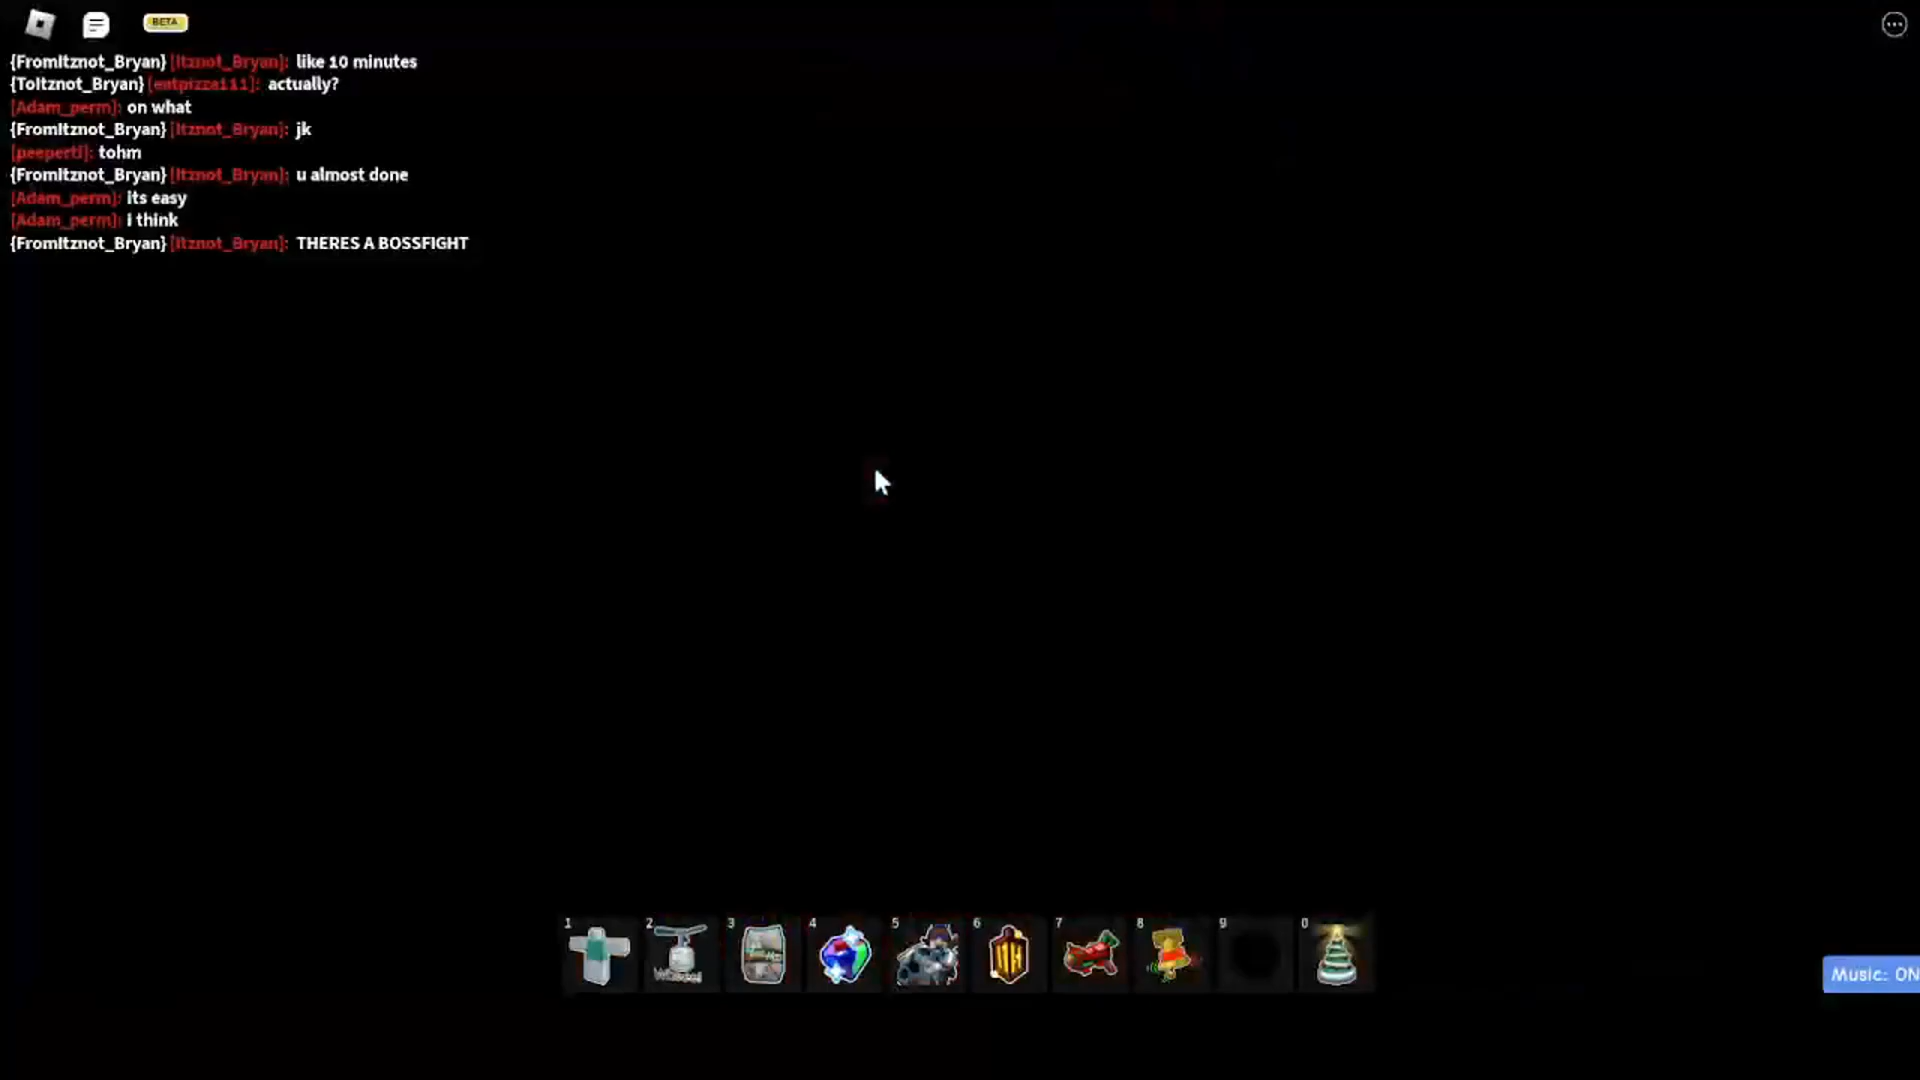 BETA
{FromItznot_Bryan} [Itznot_Bryan]: like 10 minutes
{ToItznot_Bryan} [eatpizza111]: actually?
[Adam_perm]: on what
{FromItznot_Bryan} [Itznot_Bryan]: jk
[peeperti]: tohm
{FromItznot_Bryan} [Itznot_Bryan]: u almost done
[Adam_perm]: its easy
[Adam_perm]: i think
{FromItznot_Bryan} [Itznot_Bryan]: THERES A BOSSFIGHT
1 2 3 4 5 6 7 8 9 0
Music: ON